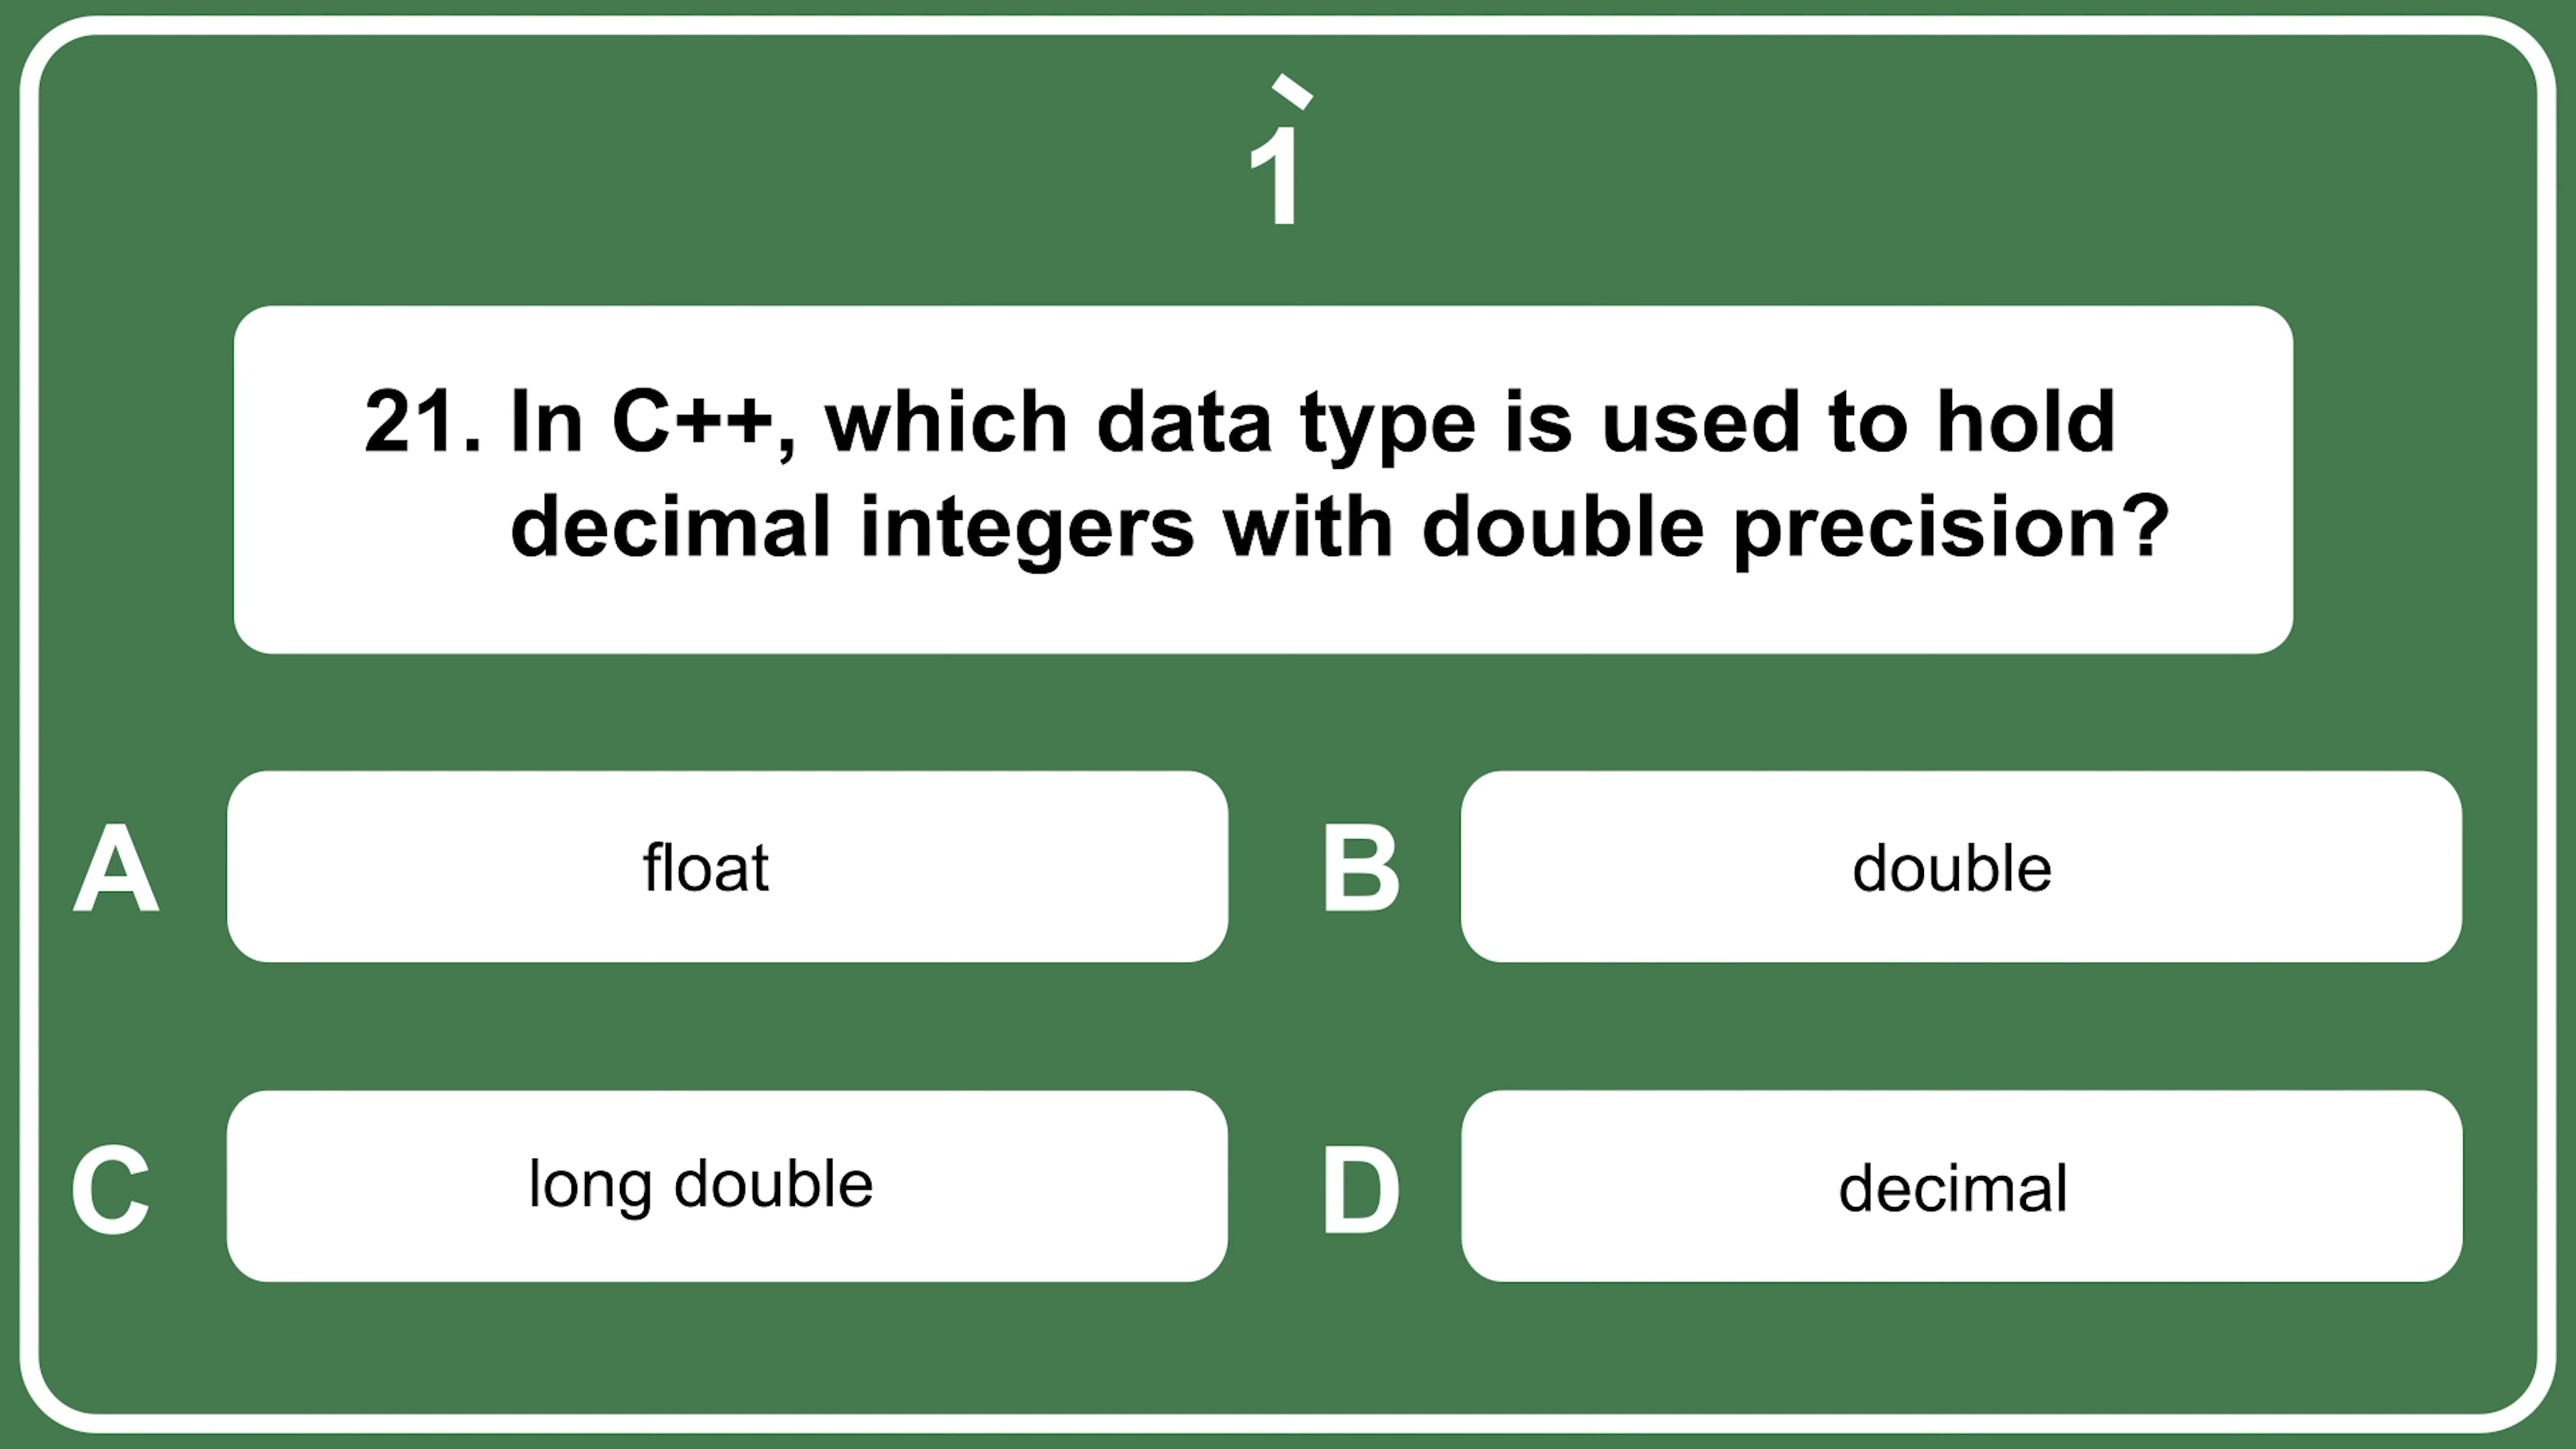 1
21. In C++, which data type is used to hold
decimal integers with double precision?
A float
B double
C long double
D decimal